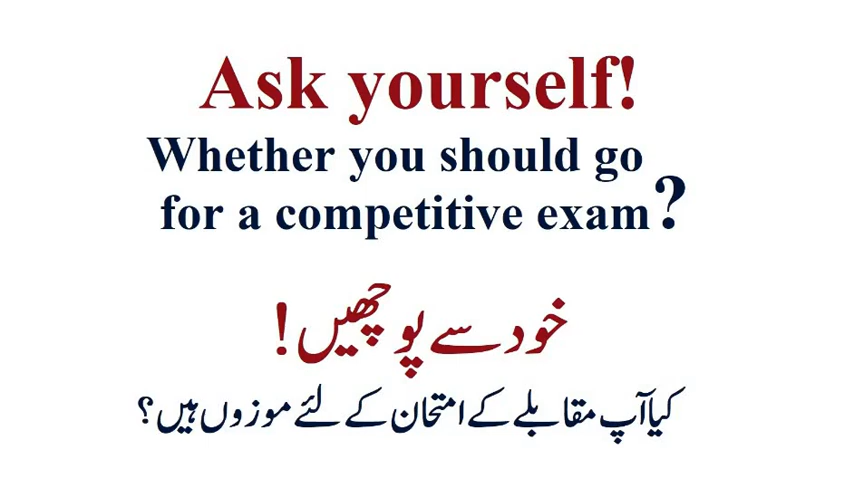 Ask yourself!
Whether you should go
for a competitive exam?
خود سے پوچھیں!
کیا آپ مقابلے کے امتحان کے لئے موزوں ہیں؟